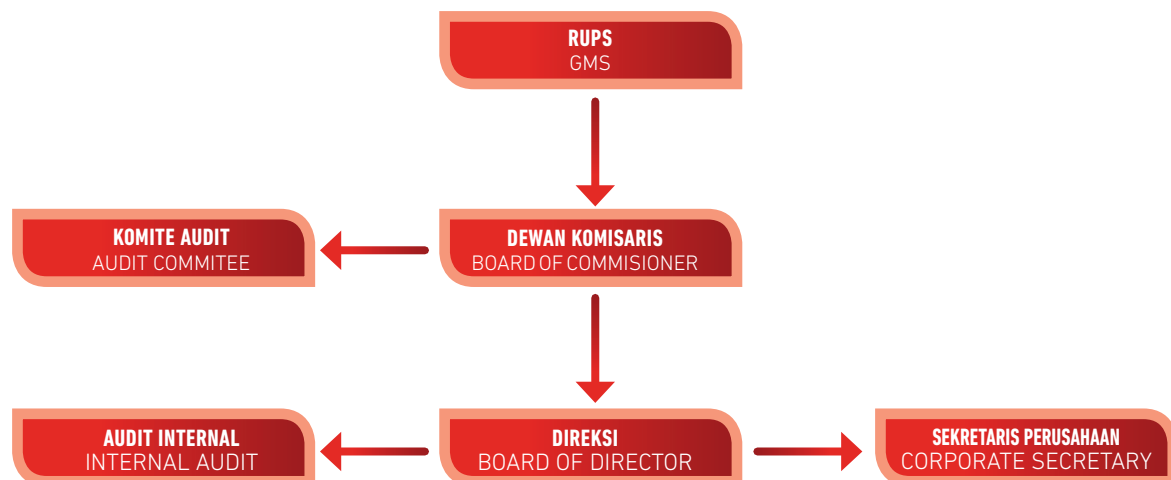 RUPS
GMS
KOMITE AUDIT
AUDIT COMMITEE
DEWAN KOMISARIS
BOARD OF COMMISIONER
AUDIT INTERNAL
INTERNAL AUDIT
DIREKSI
BOARD OF DIRECTOR
SEKRETARIS PERUSAHAAN
CORPORATE SECRETARY